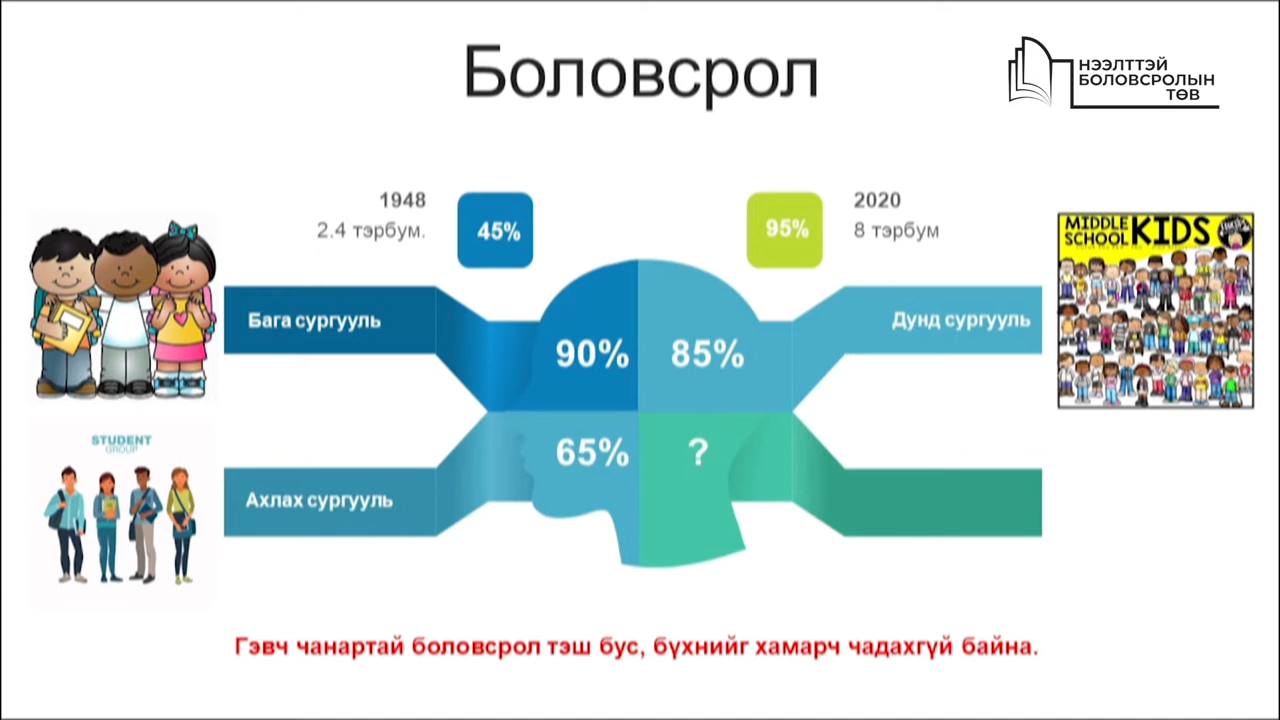 Боловсрол
НЭЭЛТТЭЙ
БОЛОВСРОЛЫН
ТӨВ
1948
2.4 тэрбум.
45%
95%
2020
8 тэрбум
MIDDLE
SCHOOL
KIDS
Бага сургууль
90%
85%
Дунд сургууль
STUDENT
GROUP
Ахлах сургууль
65%
?
Гэвч чанартай боловсрол тэш бус, бүхнийг хамарч чадахгүй байна.